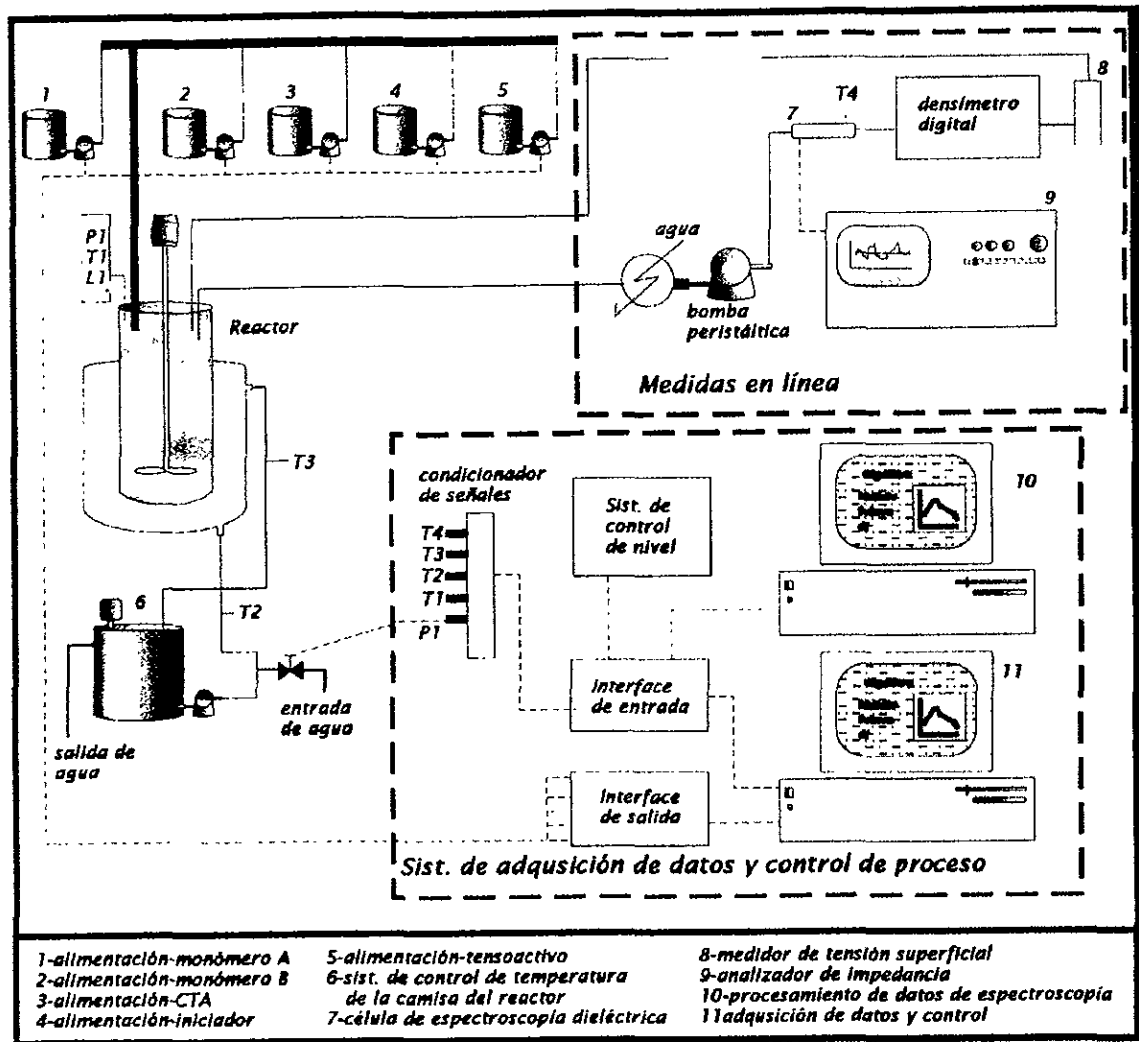 1
2
3
4
5
P1
T1
L1
Reactor
T3
6
T2
salida de
agua
entrada
de agua
agua
bomba
peristáltica
7
T4
densímetro
digital
8
9
Medidas en línea
condicionador
de señales
T4
T3
T2
T1
P1
Sist. de
control
de nivel
Interface
de entrada
Interface
de salida
10
11
Sist. de adqusición de datos y control de proceso
1-alimentación-monómero A
2-alimentación-monómero B
3-alimentación-CTA
4-alimentación-iniciador
5-alimentación-tensoactivo
6-sist. de control de temperatura
de la camisa del reactor
7-célula de espectroscopía dieléctrica
8-medidor de tensión superficial
9-analizador de impedancia
10-procesamiento de datos de espectroscopía
11adqusición de datos y control